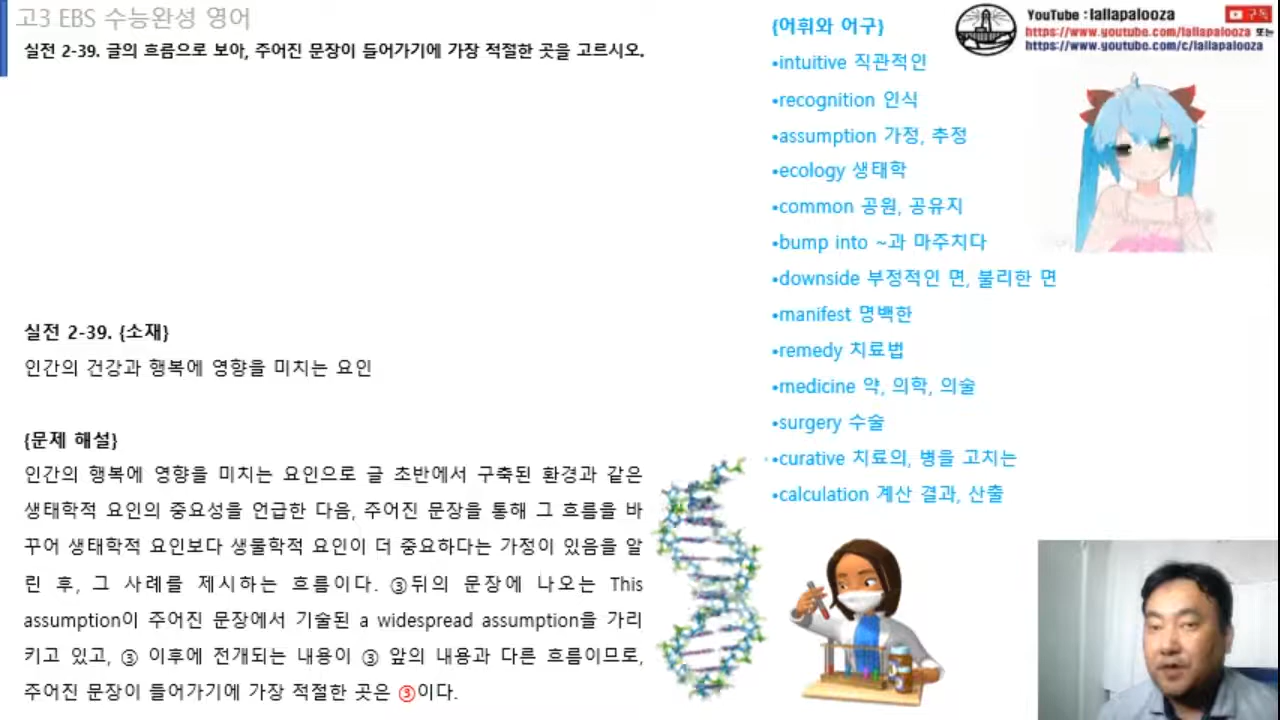 고3 EBS 수능완성 영어
실전 2-39. 글의 흐름으로 보아, 주어진 문장이 들어가기에 가장 적절한 곳을 고르시오.
실전 2-39. {소재}
인간의 건강과 행복에 영향을 미치는 요인
{문제 해설}
인간의 행복에 영향을 미치는 요인으로 글 초반에서 구축된 환경과 같은
생태학적 요인의 중요성을 언급한 다음, 주어진 문장을 통해 그 흐름을 바
꾸어 생태학적 요인보다 생물학적 요인이 더 중요하다는 가정이 있음을 알
린 후, 그 사례를 제시하는 흐름이다. ③뒤의 문장에 나오는 This
assumption이 주어진 문장에서 기술된 a widespread assumption을 가리
키고 있고, ③ 이후에 전개되는 내용이 ③ 앞의 내용과 다른 흐름이므로,
주어진 문장이 들어가기에 가장 적절한 곳은 ③이다.
{어휘와 어구}
•intuitive 직관적인
•recognition 인식
•assumption 가정, 추정
•ecology 생태학
•common 공원, 공유지
•bump into ~과 마주치다
•downside 부정적인 면, 불리한 면
•manifest 명백한
•remedy 치료법
•medicine 약, 의학, 의술
•surgery 수술
•curative 치료의, 병을 고치는
•calculation 계산 결과, 산출
YouTube : lallapalooza 구독
https://www.youtube.com/lallapalooza 또는
https://www.youtube.com/c/lallapalooza